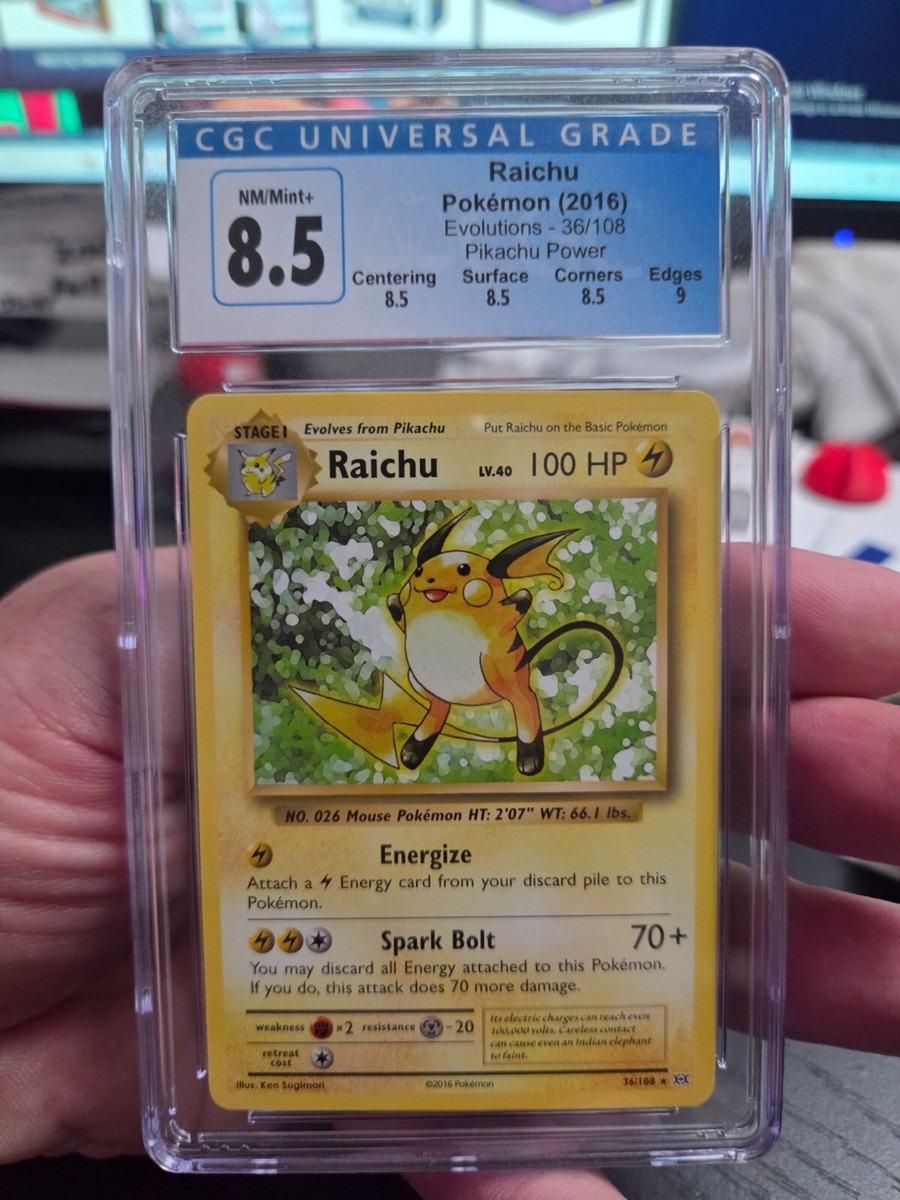 CGC UNIVERSAL GRADE
NM/Mint+
8.5
Raichu
Pokémon (2016)
Evolutions - 36/108
Pikachu Power
Centering Surface Corners Edges
8.5 8.5 8.5 9
STAGE 1 Evolves from Pikachu Put Raichu on the Basic Pokémon
Raichu LV.40 100 HP
NO. 026 Mouse Pokémon HT: 2'07" WT: 66.1 lbs.
Energize
Attach a Energy card from your discard pile to this
Pokémon.
Spark Bolt 70+
You may discard all Energy attached to this Pokémon.
If you do, this attack does 70 more damage.
weakness ×2 resistance -20
retreat
cost
Its electric charges can reach even
100,000 volts. Careless contact
can cause even an Indian elephant
to faint.
Illus. Ken Sugimori ©2016 Pokémon 36/108 ★